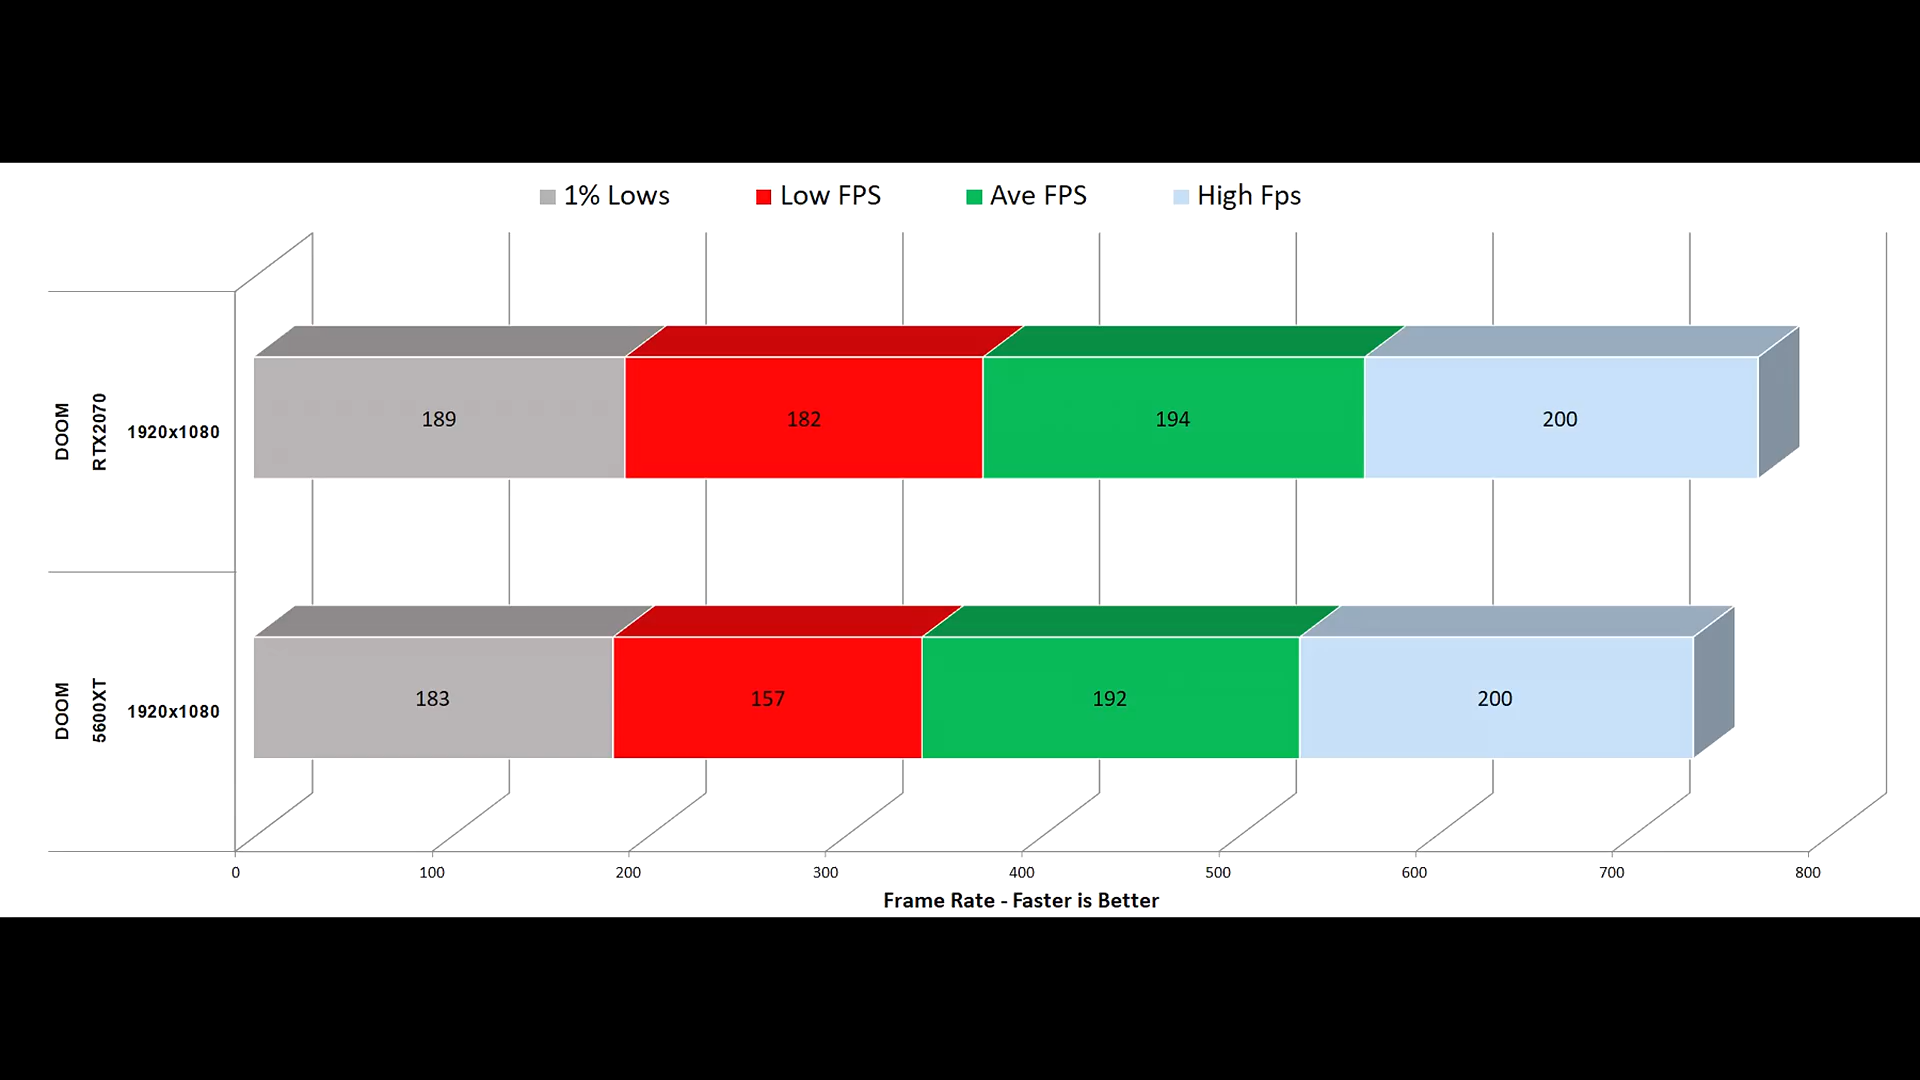 1% Lows Low FPS Ave FPS High Fps
DOOM
RTX2070
1920x1080
189 182 194 200
DOOM
5600XT
1920x1080
183 157 192 200
0 100 200 300 400 500 600 700 800
Frame Rate - Faster is Better